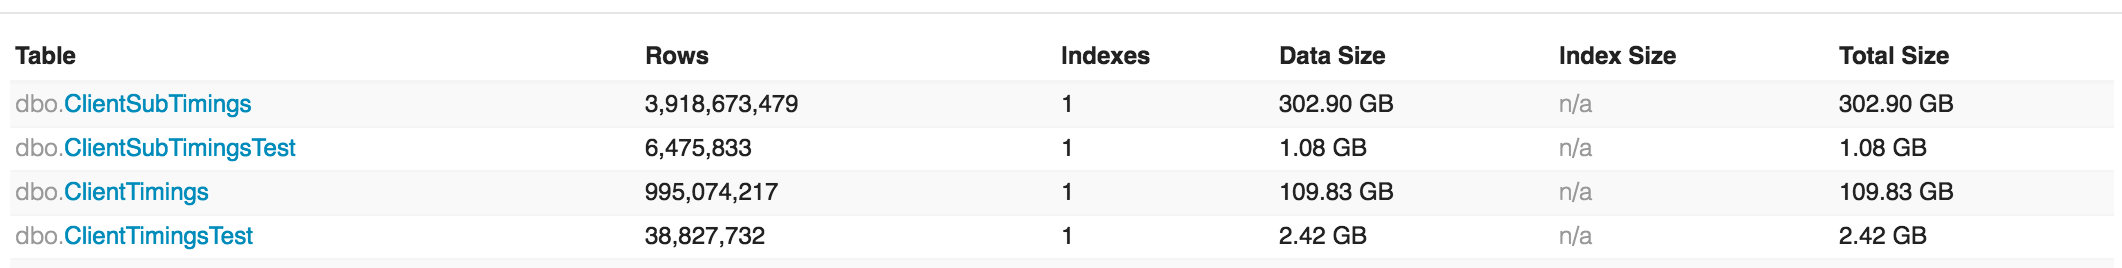 Table Rows Indexes Data Size Index Size Total Size
dbo.ClientSubTimings 3,918,673,479 1 302.90 GB n/a 302.90 GB
dbo.ClientSubTimingsTest 6,475,833 1 1.08 GB n/a 1.08 GB
dbo.ClientTimings 995,074,217 1 109.83 GB n/a 109.83 GB
dbo.ClientTimingsTest 38,827,732 1 2.42 GB n/a 2.42 GB